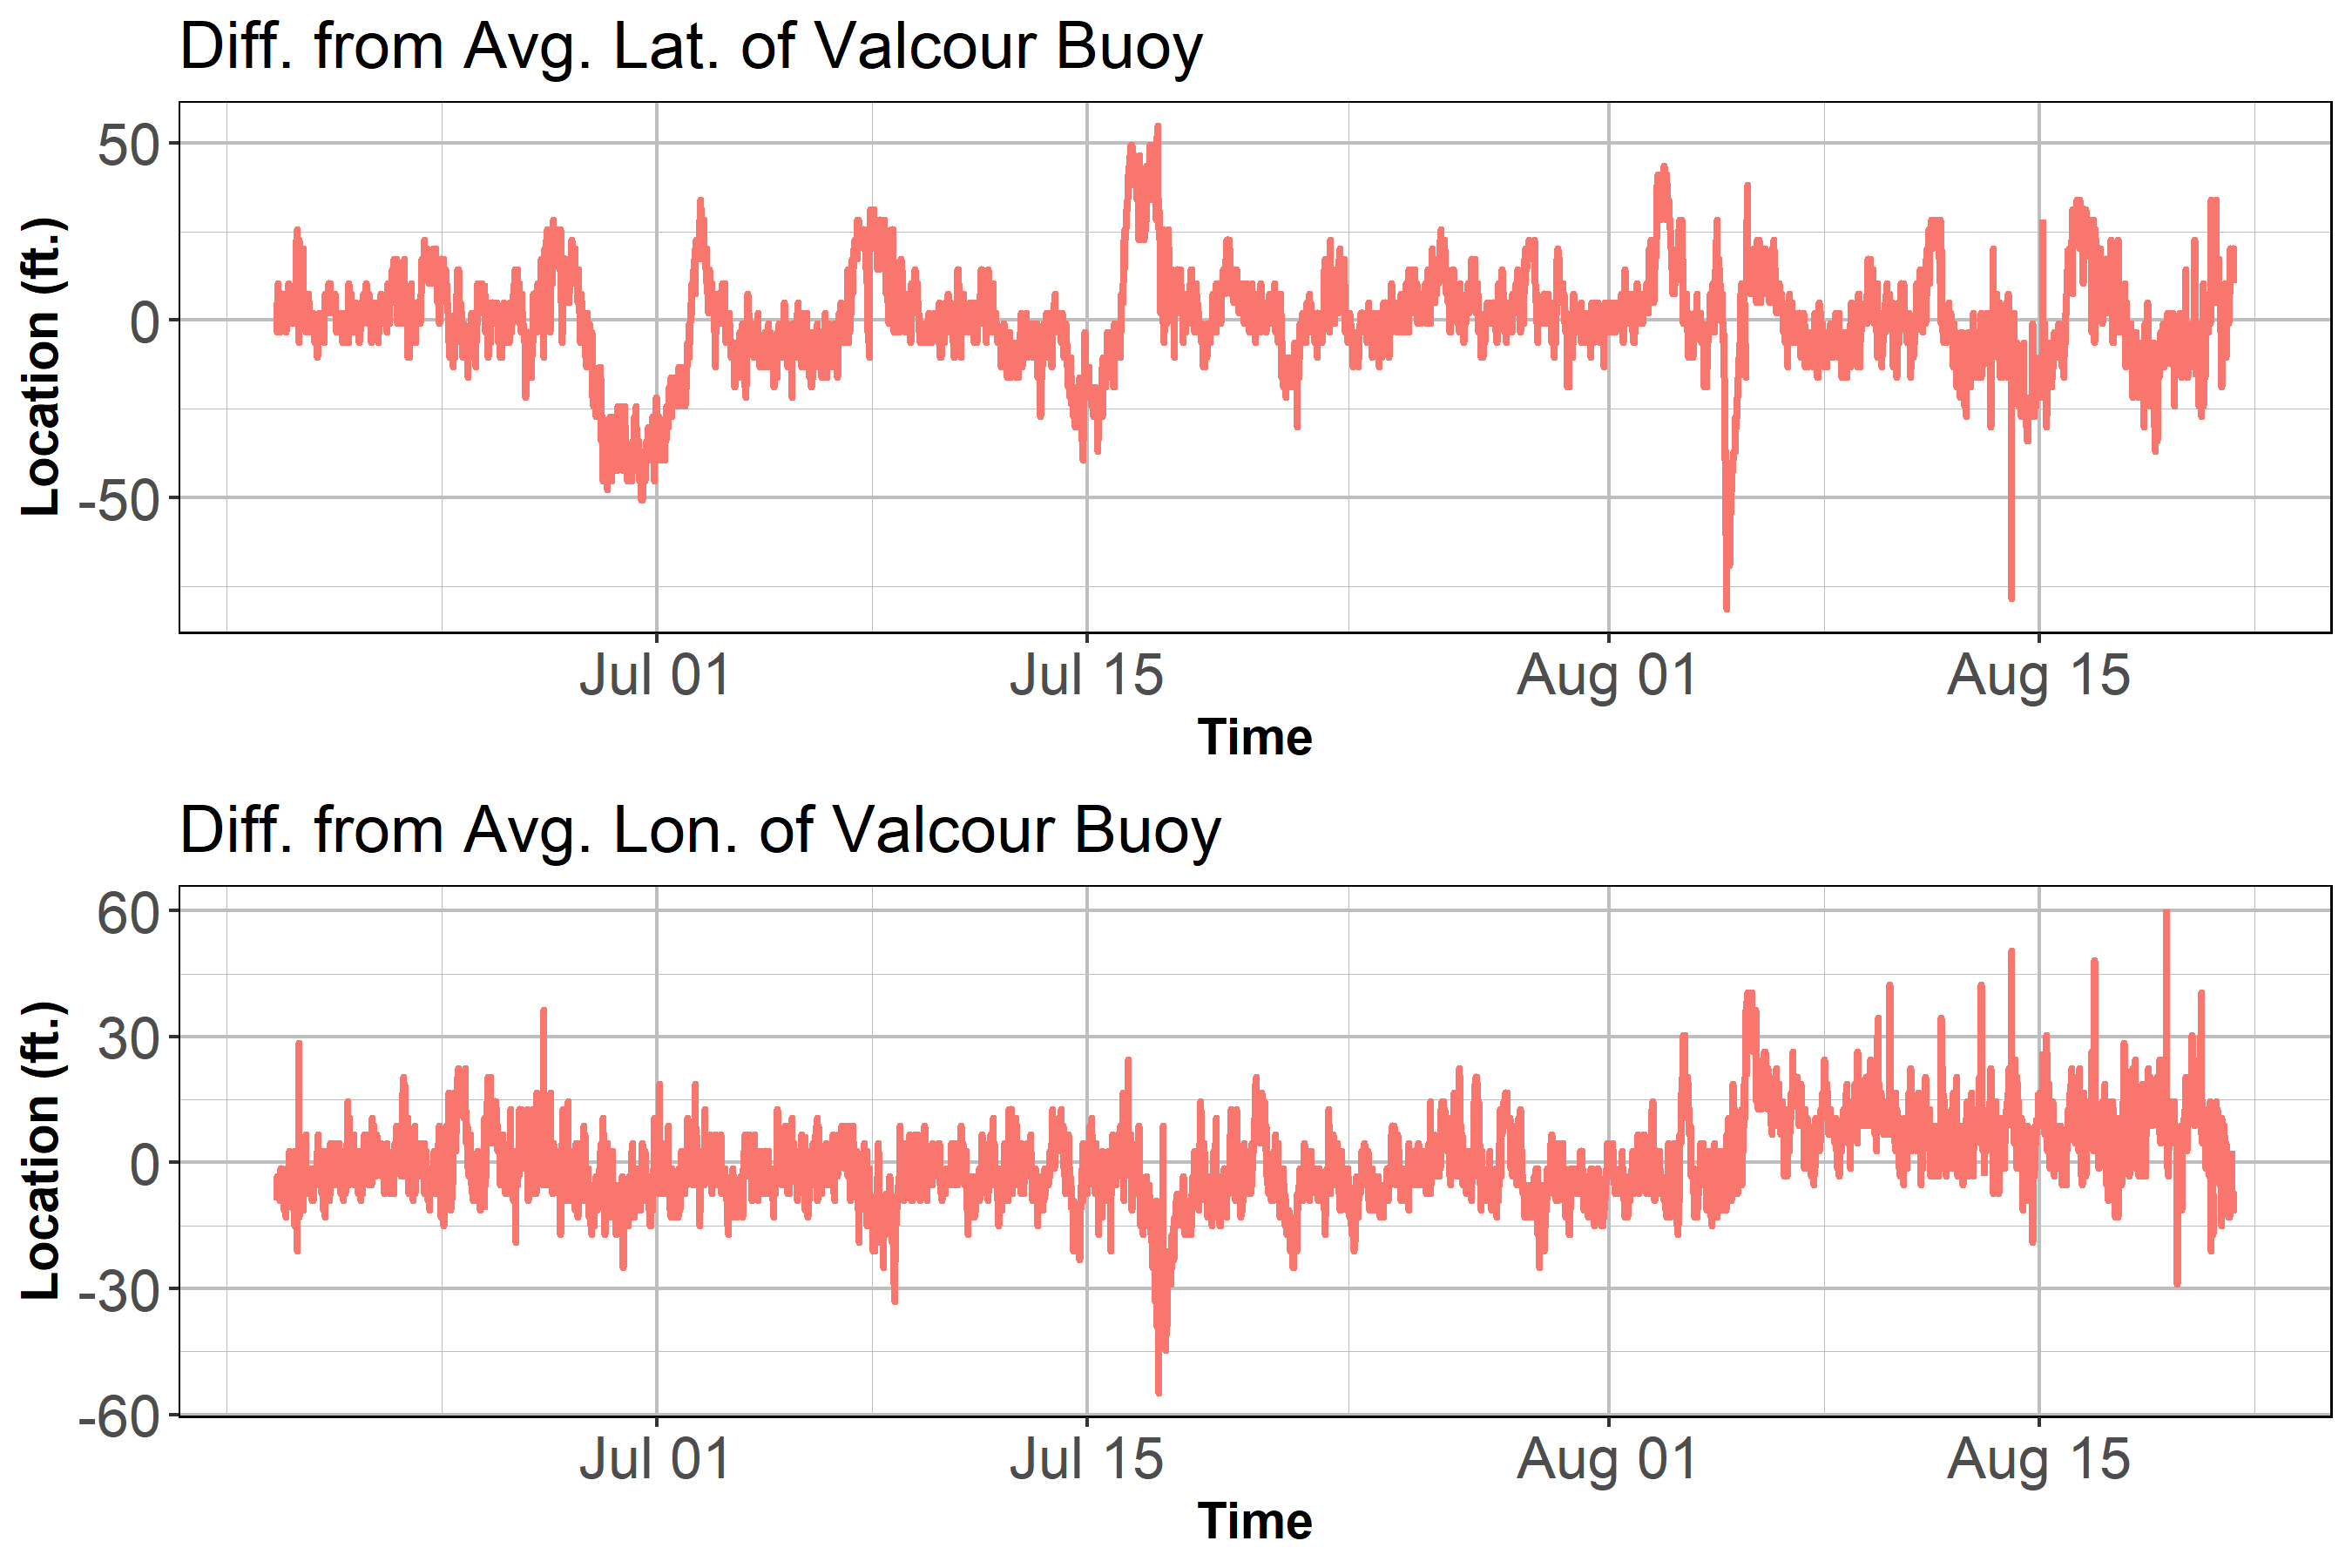 Diff. from Avg. Lat. of Valcour Buoy
Location (ft.)
50
0
-50
Jul 01 Jul 15 Aug 01 Aug 15
Time
Diff. from Avg. Lon. of Valcour Buoy
Location (ft.)
60
30
0
-30
-60
Jul 01 Jul 15 Aug 01 Aug 15
Time